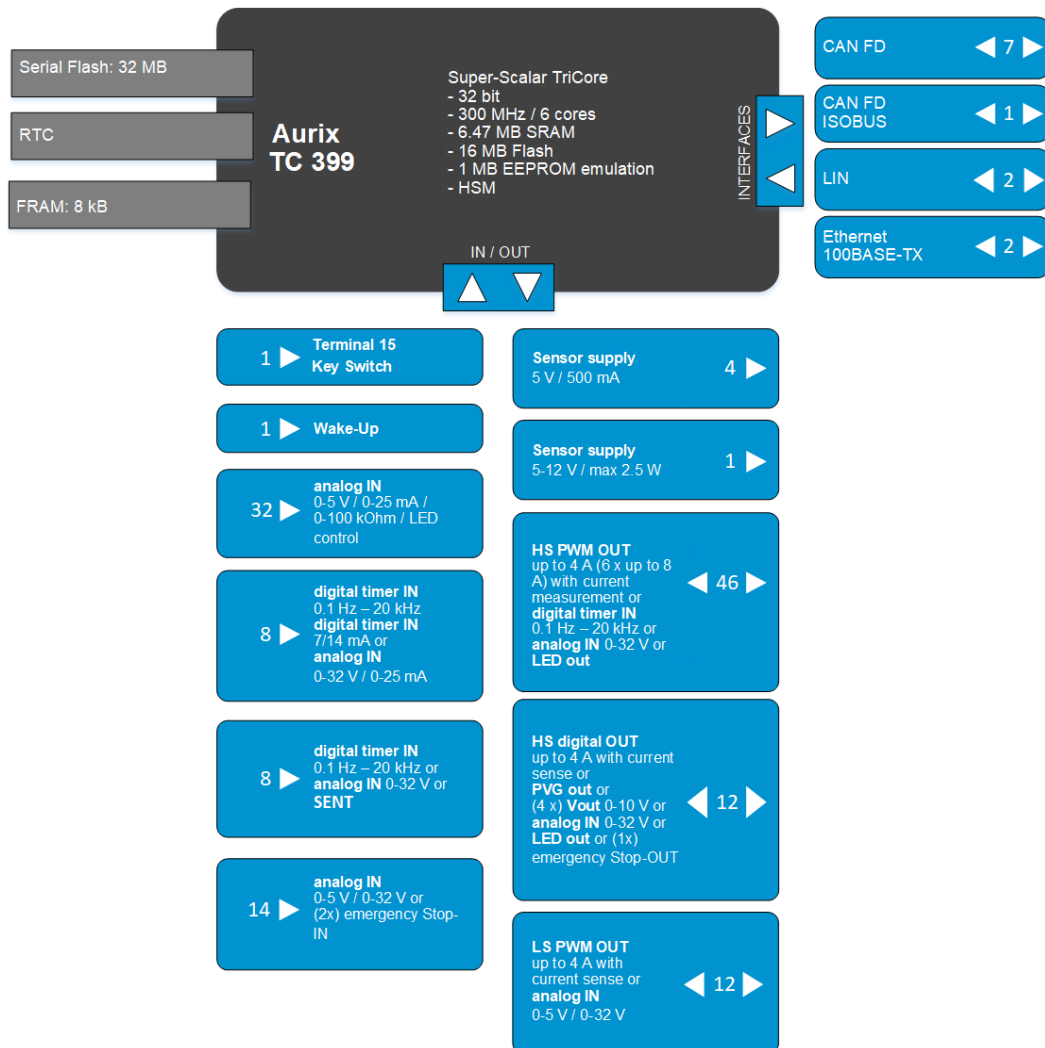 Serial Flash: 32 MB
RTC
FRAM: 8 kB
Aurix
TC 399
Super-Scalar TriCore
- 32 bit
- 300 MHz / 6 cores
- 6.47 MB SRAM
- 16 MB Flash
- 1 MB EEPROM emulation
- HSM
INTERFACES
IN / OUT
CAN FD
7
CAN FD
ISOBUS
1
LIN
2
Ethernet
100BASE-TX
2
1
Terminal 15
Key Switch
1
Wake-Up
32
analog IN
0-5 V / 0-25 mA /
0-100 kOhm / LED
control
8
digital timer IN
0.1 Hz – 20 kHz
digital timer IN
7/14 mA or
analog IN
0-32 V / 0-25 mA
8
digital timer IN
0.1 Hz – 20 kHz or
analog IN 0-32 V or
SENT
14
analog IN
0-5 V / 0-32 V or
(2x) emergency Stop-
IN
Sensor supply
5 V / 500 mA
4
Sensor supply
5-12 V / max 2.5 W
1
HS PWM OUT
up to 4 A (6 x up to 8
A) with current
measurement or
digital timer IN
0.1 Hz – 20 kHz or
analog IN 0-32 V or
LED out
46
HS digital OUT
up to 4 A with current
sense or
PVG out or
(4 x) Vout 0-10 V or
analog IN 0-32 V or
LED out or (1x)
emergency Stop-OUT
12
LS PWM OUT
up to 4 A with
current sense or
analog IN
0-5 V / 0-32 V
12